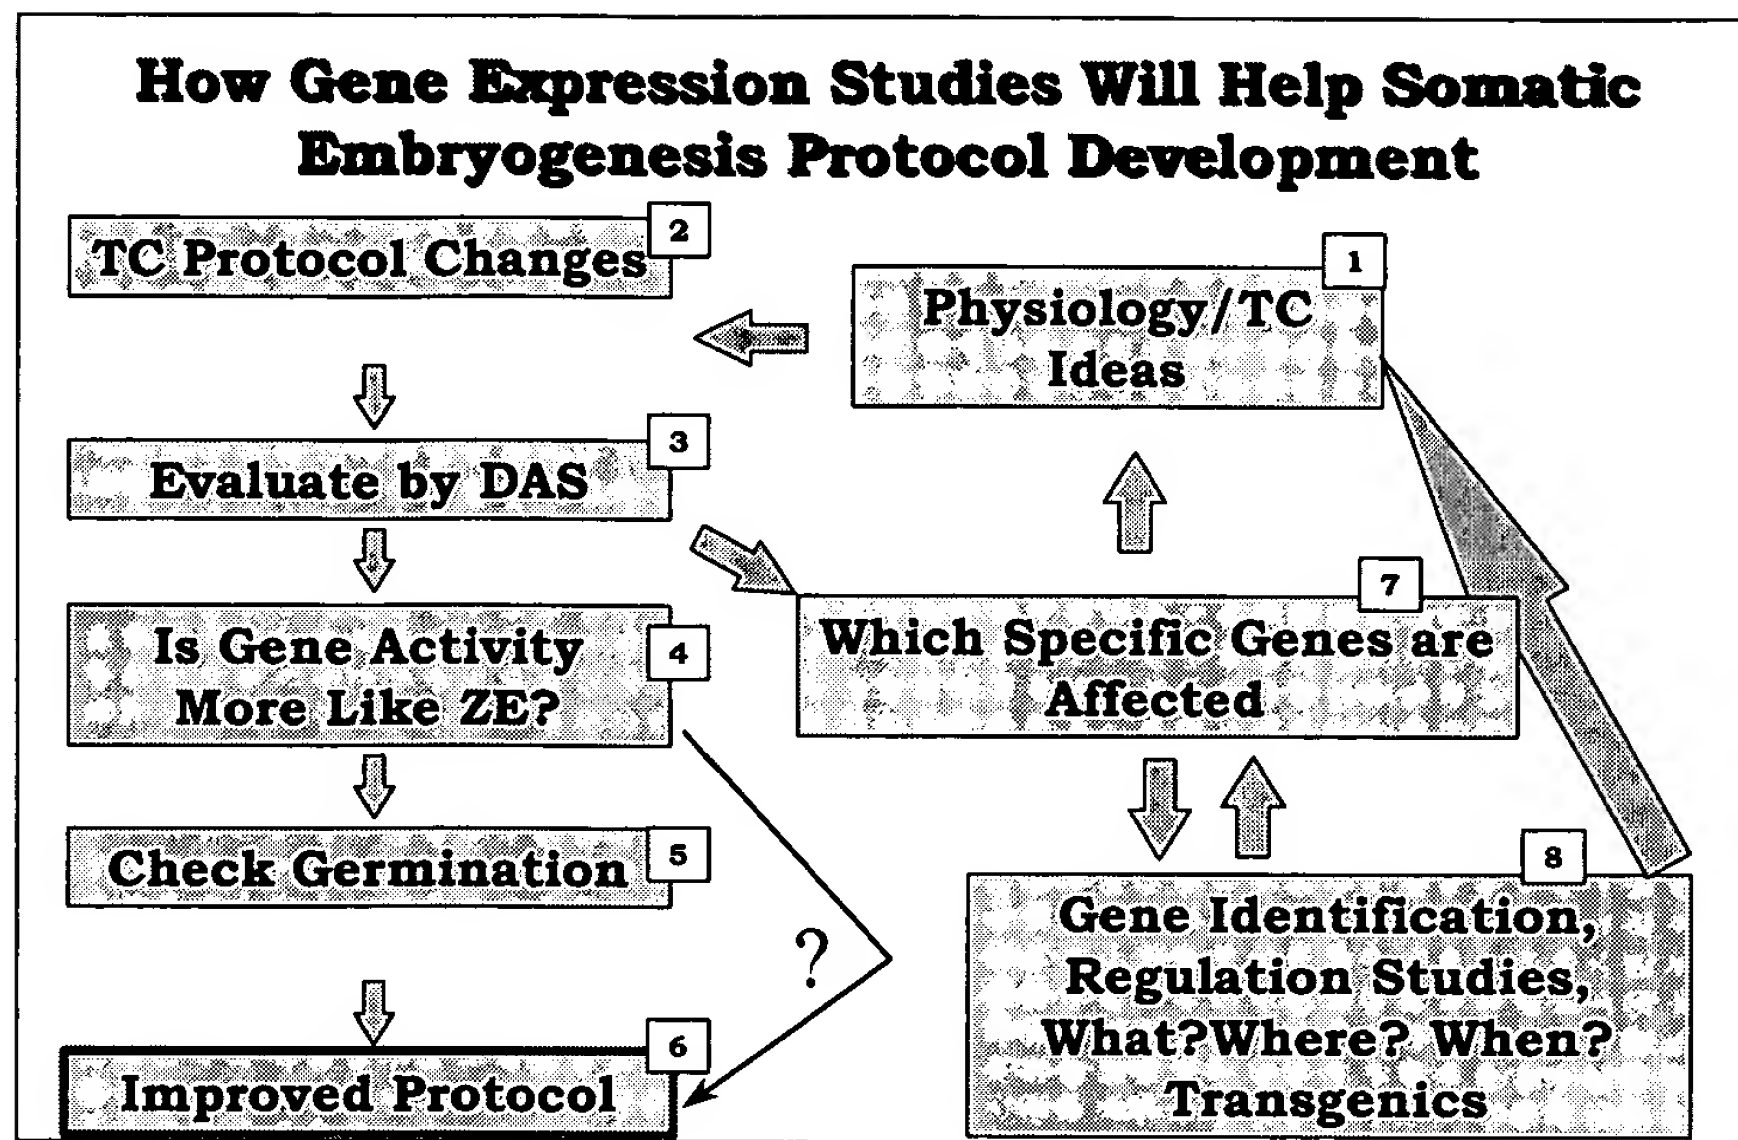 How Gene Expression Studies Will Help Somatic
Embryogenesis Protocol Development
2
TC Protocol Changes
1
Physiology/TC
Ideas
3
Evaluate by DAS
4
Is Gene Activity
More Like ZE?
7
Which Specific Genes are
Affected
5
Check Germination
?
8
Gene Identification,
Regulation Studies,
What?Where? When?
Transgenics
6
Improved Protocol